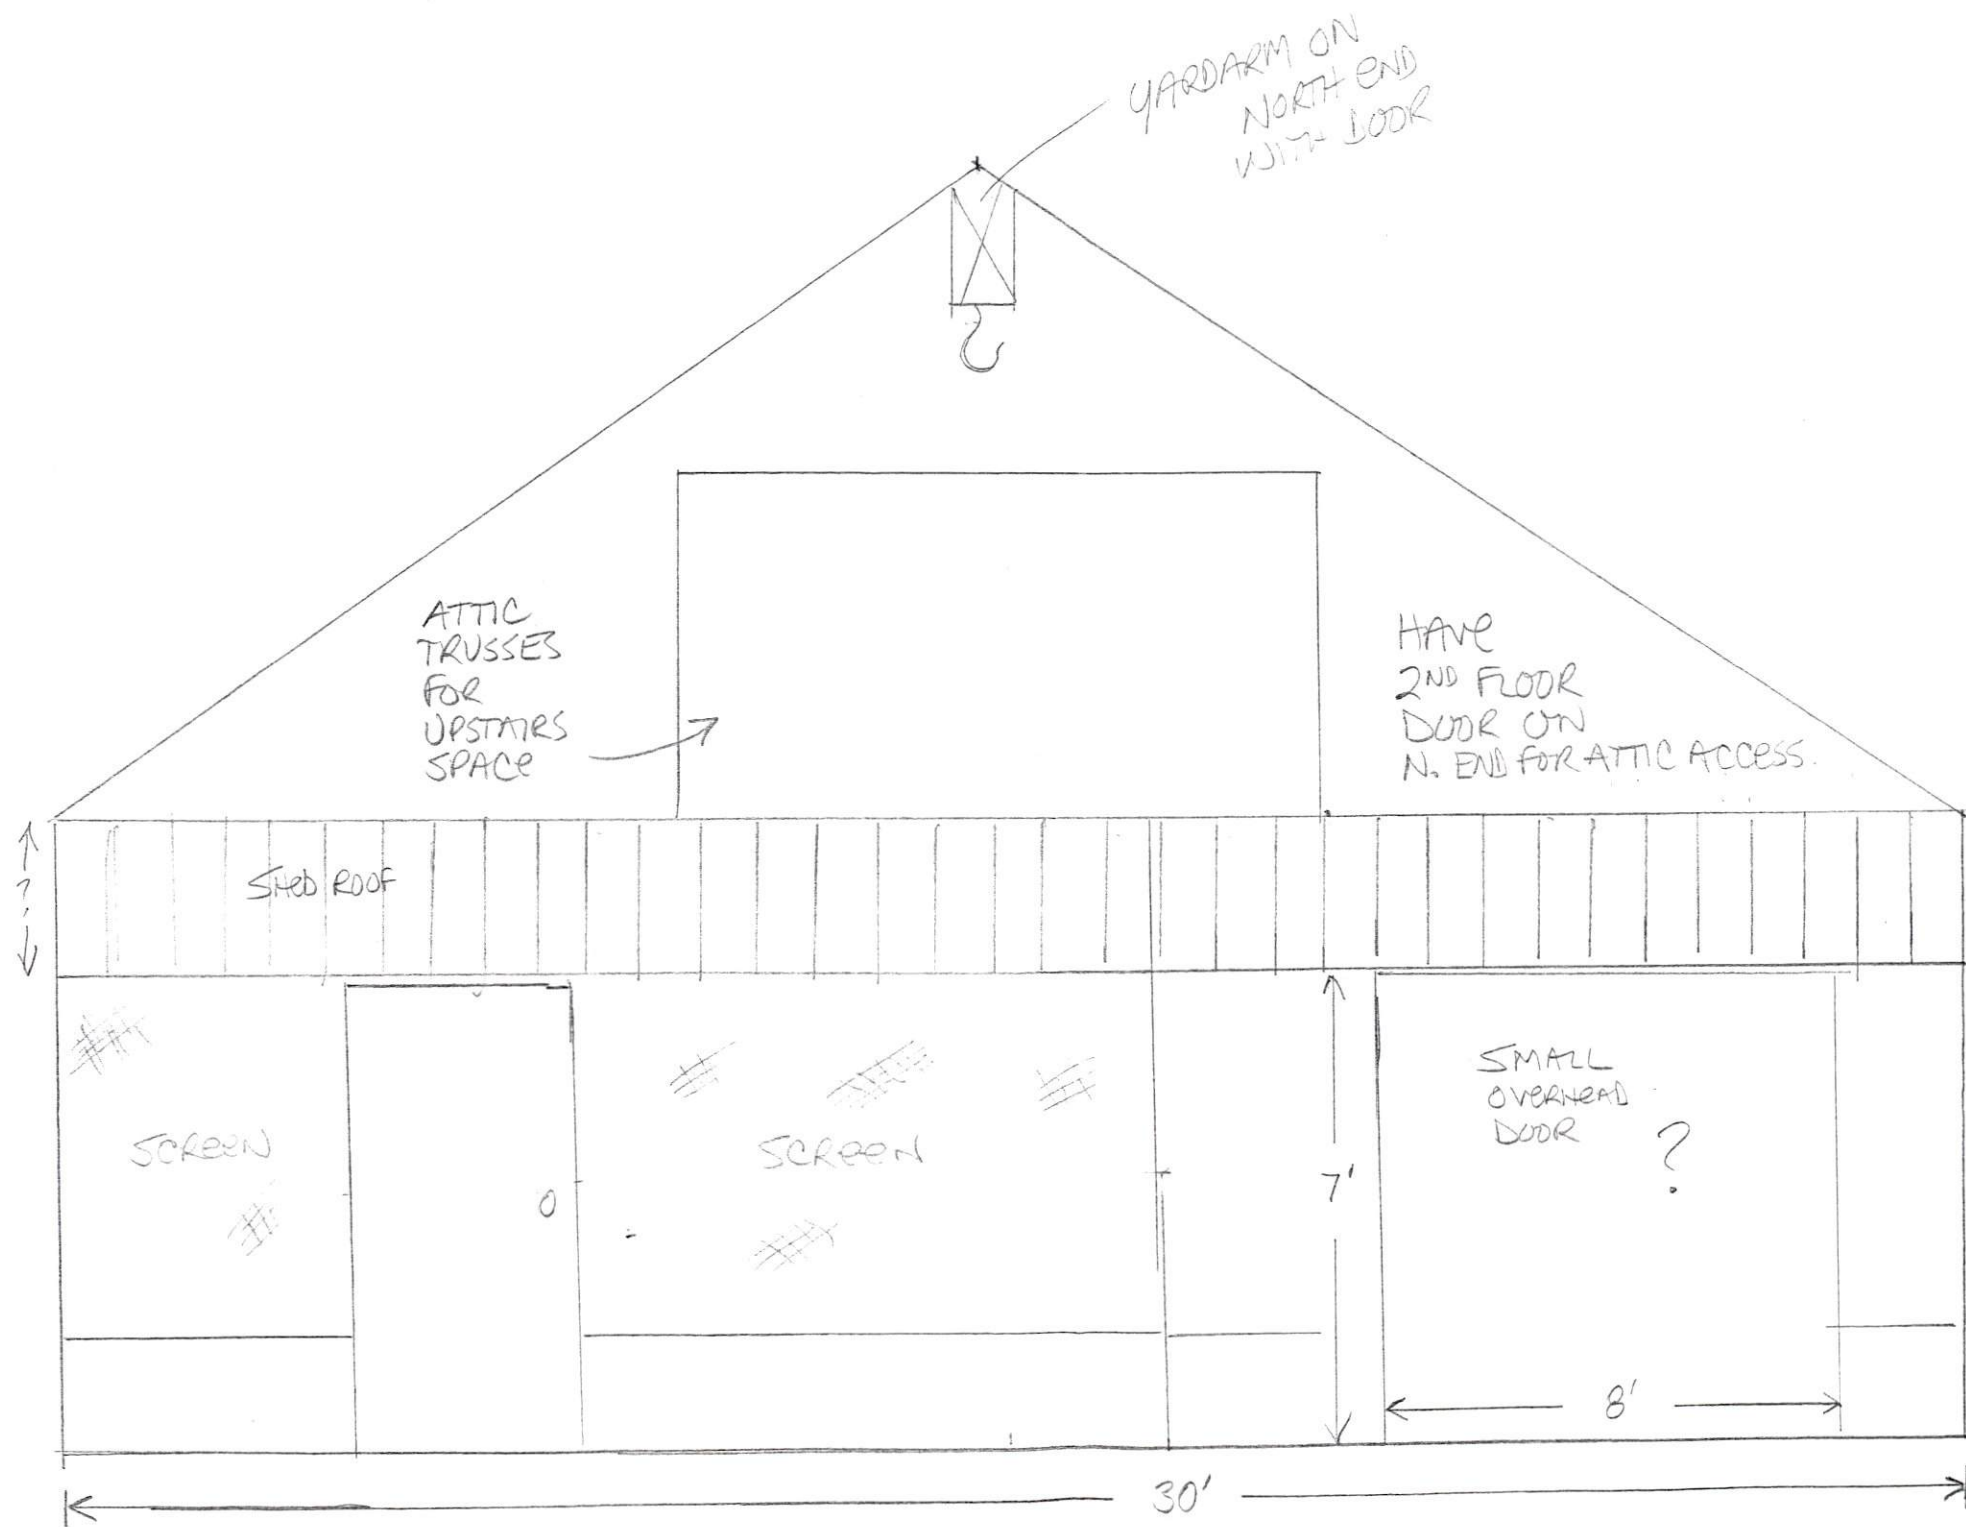 YARDARM ON
NORTH END
WITH DOOR
ATTIC
TRUSSES
FOR
UPSTAIRS
SPACE
HAVE
2ND FLOOR
DOOR ON
N. END FOR ATTIC ACCESS.
?
SHED ROOF
SCREEN
SCREEN
7'
SMALL
OVERHEAD
DOOR
?
8'
30'